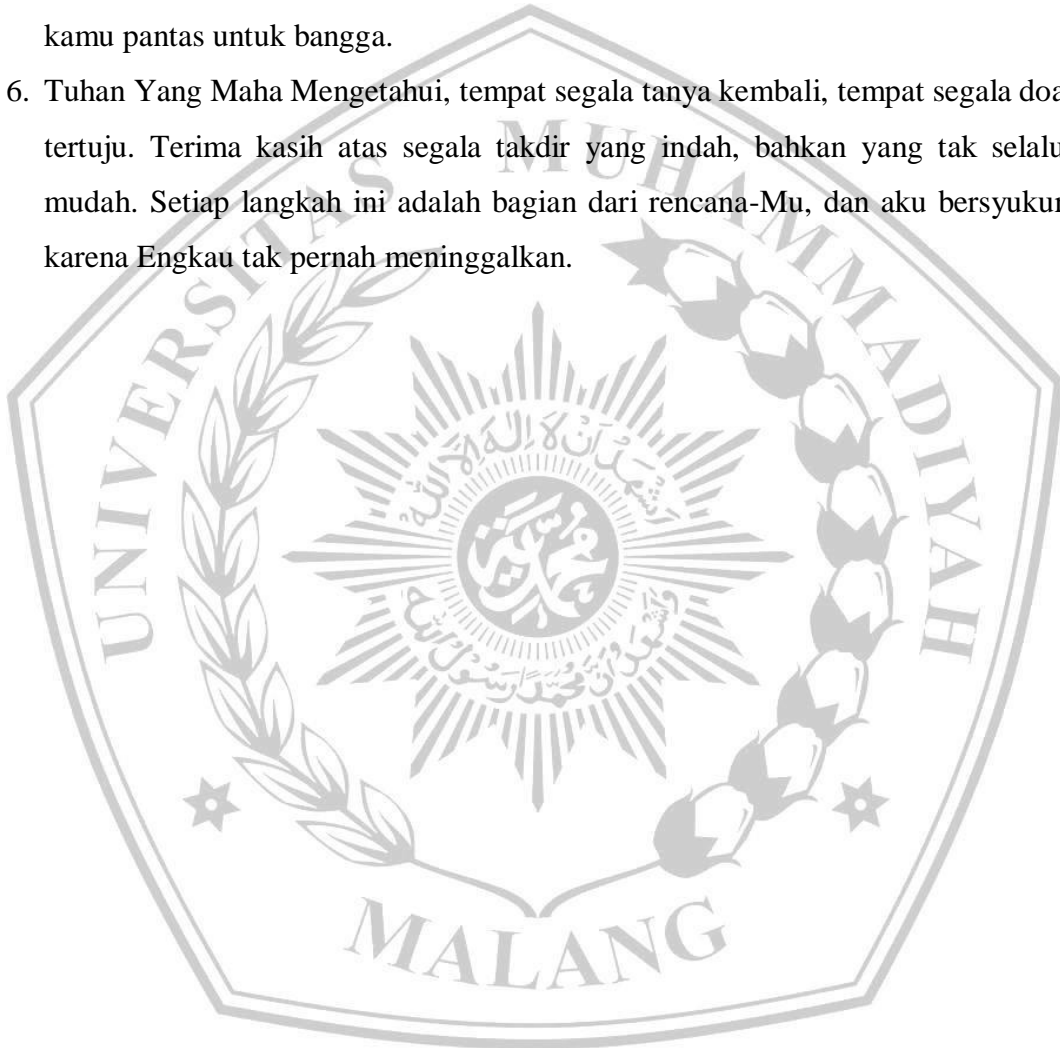 kamu pantas untuk bangga.
6. Tuhan Yang Maha Mengetahui, tempat segala tanya kembali, tempat segala doa
tertuju. Terima kasih atas segala takdir yang indah, bahkan yang tak selalu
mudah. Setiap langkah ini adalah bagian dari rencana-Mu, dan aku bersyukur
karena Engkau tak pernah meninggalkan.
UNIVERSITAS MUHAMMADIYAH
MALANG